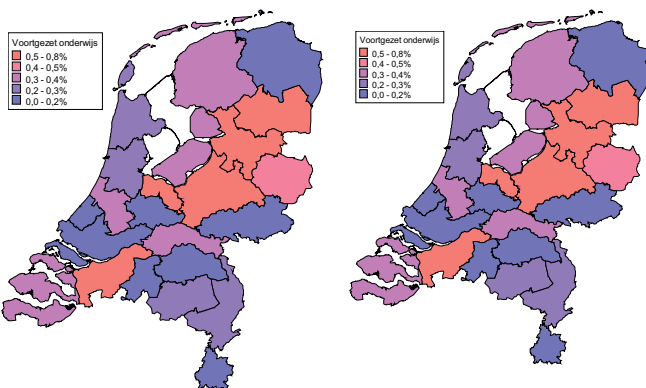 Voortgezet onderwijs
0,5 - 0,8%
0,4 - 0,5%
0,3 - 0,4%
0,2 - 0,3%
0,0 - 0,2%
Voortgezet onderwijs
0,5 - 0,8%
0,4 - 0,5%
0,3 - 0,4%
0,2 - 0,3%
0,0 - 0,2%